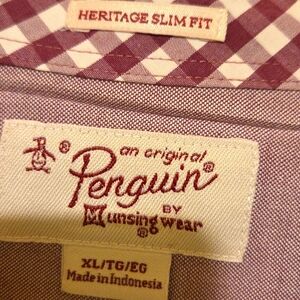 HERITAGE SLIM FIT
an original
Penguin®
BY
Munsingwear®
XL/TG/EG
Made in Indonesia